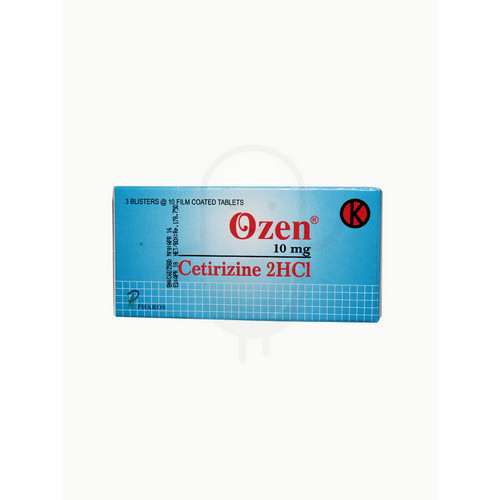 3 BLISTERS @ 10 FILM COATED TABLETS
Ozen®
10 mg
Cetirizine 2HCl
K
PHAROS